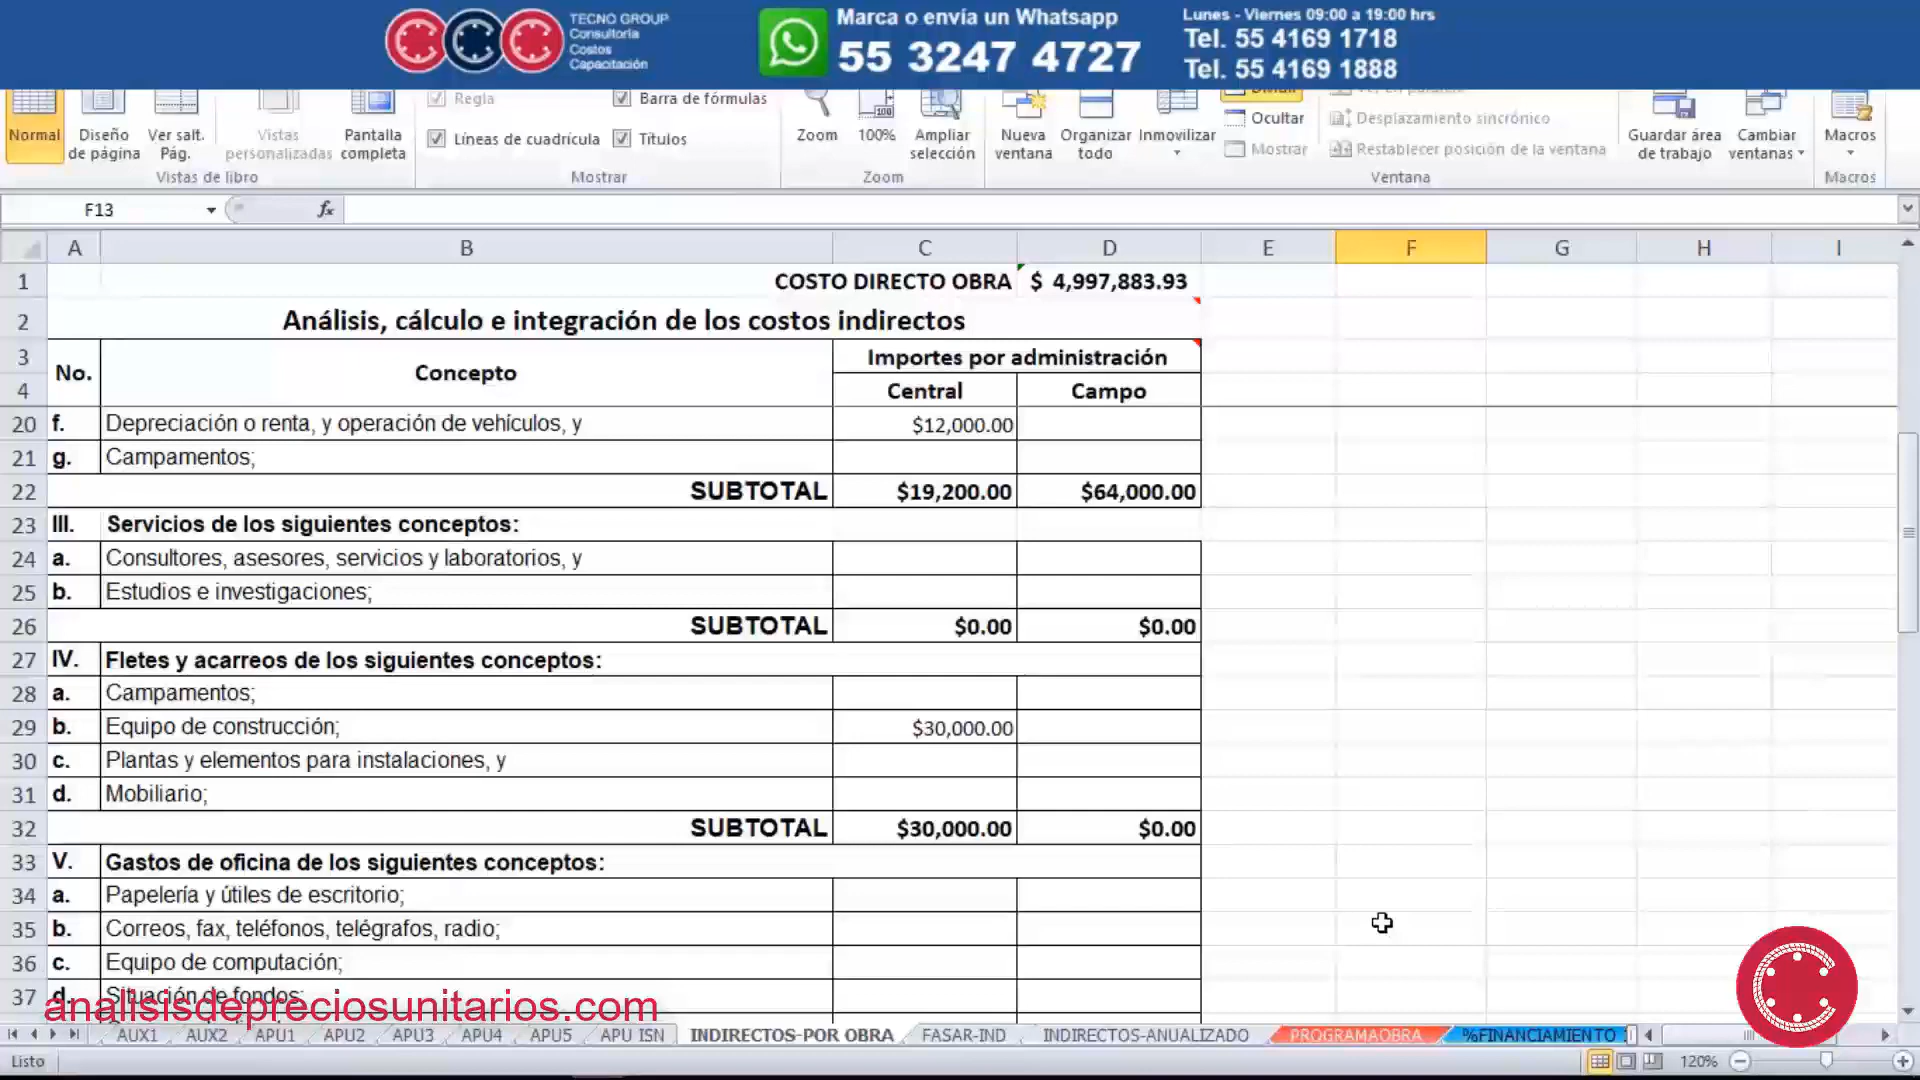 TECNO GROUP
Consultoría
Costos
Capacitación
Marca o envía un Whatsapp
55 3247 4727
Lunes - Viernes 09:00 a 19:00 hrs
Tel. 55 4169 1718
Tel. 55 4169 1888
Regla
Barra de fórmulas
Líneas de cuadrícula
Títulos
Normal
Diseño de página
Ver salt. Pág.
Vistas personalizadas
Pantalla completa
Zoom
100%
Ampliar selección
Nueva ventana
Organizar todo
Inmovilizar
Dividir
Ocultar
Mostrar
Desplazamiento sincrónico
Restablecer posición de la ventana
Guardar área de trabajo
Cambiar ventanas
Macros
Vistas de libro
Mostrar
Zoom
Ventana
Macros
F13
fx
A B C D E F G H I
1 COSTO DIRECTO OBRA $ 4,997,883.93
2 Análisis, cálculo e integración de los costos indirectos
3 No. Concepto Importes por administración
4 Central Campo
20 f. Depreciación o renta, y operación de vehículos, y $12,000.00
21 g. Campamentos;
22 SUBTOTAL $19,200.00 $64,000.00
23 III. Servicios de los siguientes conceptos:
24 a. Consultores, asesores, servicios y laboratorios, y
25 b. Estudios e investigaciones;
26 SUBTOTAL $0.00 $0.00
27 IV. Fletes y acarreos de los siguientes conceptos:
28 a. Campamentos;
29 b. Equipo de construcción; $30,000.00
30 c. Plantas y elementos para instalaciones, y
31 d. Mobiliario;
32 SUBTOTAL $30,000.00 $0.00
33 V. Gastos de oficina de los siguientes conceptos:
34 a. Papelería y útiles de escritorio;
35 b. Correos, fax, teléfonos, telégrafos, radio;
36 c. Equipo de computación;
37 d. Situación de fondos;
analisisdepreciosunitarios.com
AUX1 AUX2 APU1 APU2 APU3 APU4 APU5 APU ISN INDIRECTOS-POR OBRA FASAR-IND INDIRECTOS-ANUALIZADO PROGRAMAOBRA %FINANCIAMIENTO
Listo
120%